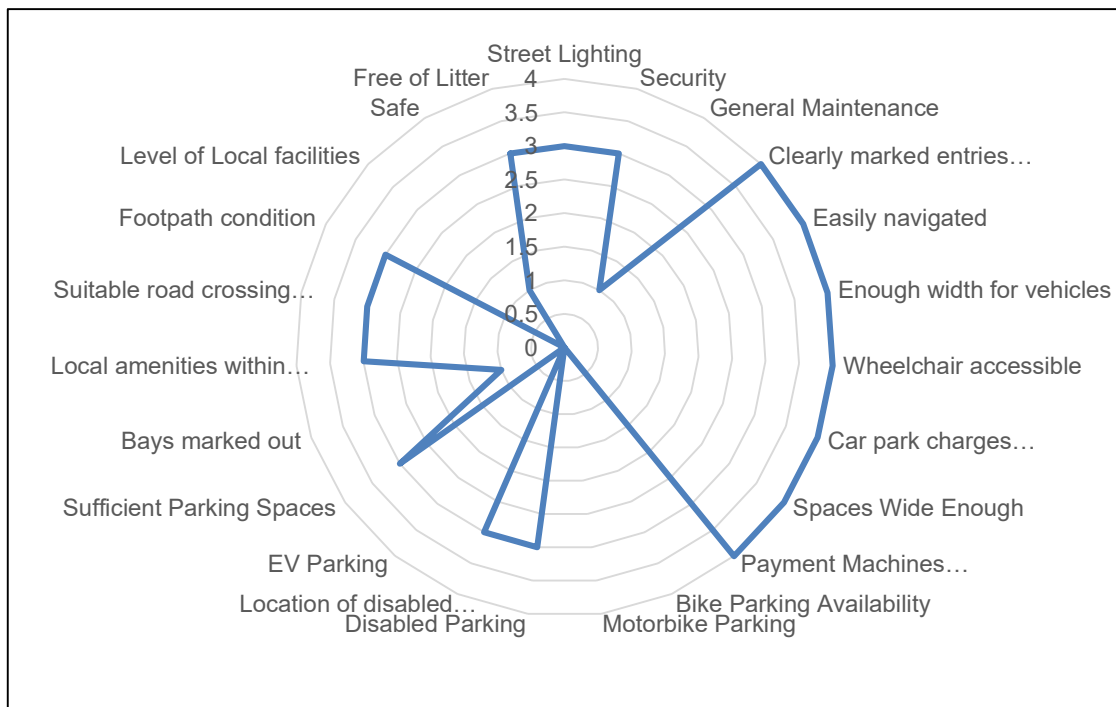 Street Lighting
Security
General Maintenance
Clearly marked entries…
Easily navigated
Enough width for vehicles
Wheelchair accessible
Car park charges…
Spaces Wide Enough
Payment Machines…
Bike Parking Availability
Motorbike Parking
Disabled Parking
Location of disabled…
EV Parking
Sufficient Parking Spaces
Bays marked out
Local amenities within…
Suitable road crossing…
Footpath condition
Level of Local facilities
Safe
Free of Litter
4
3.5
3
2.5
2
1.5
1
0.5
0